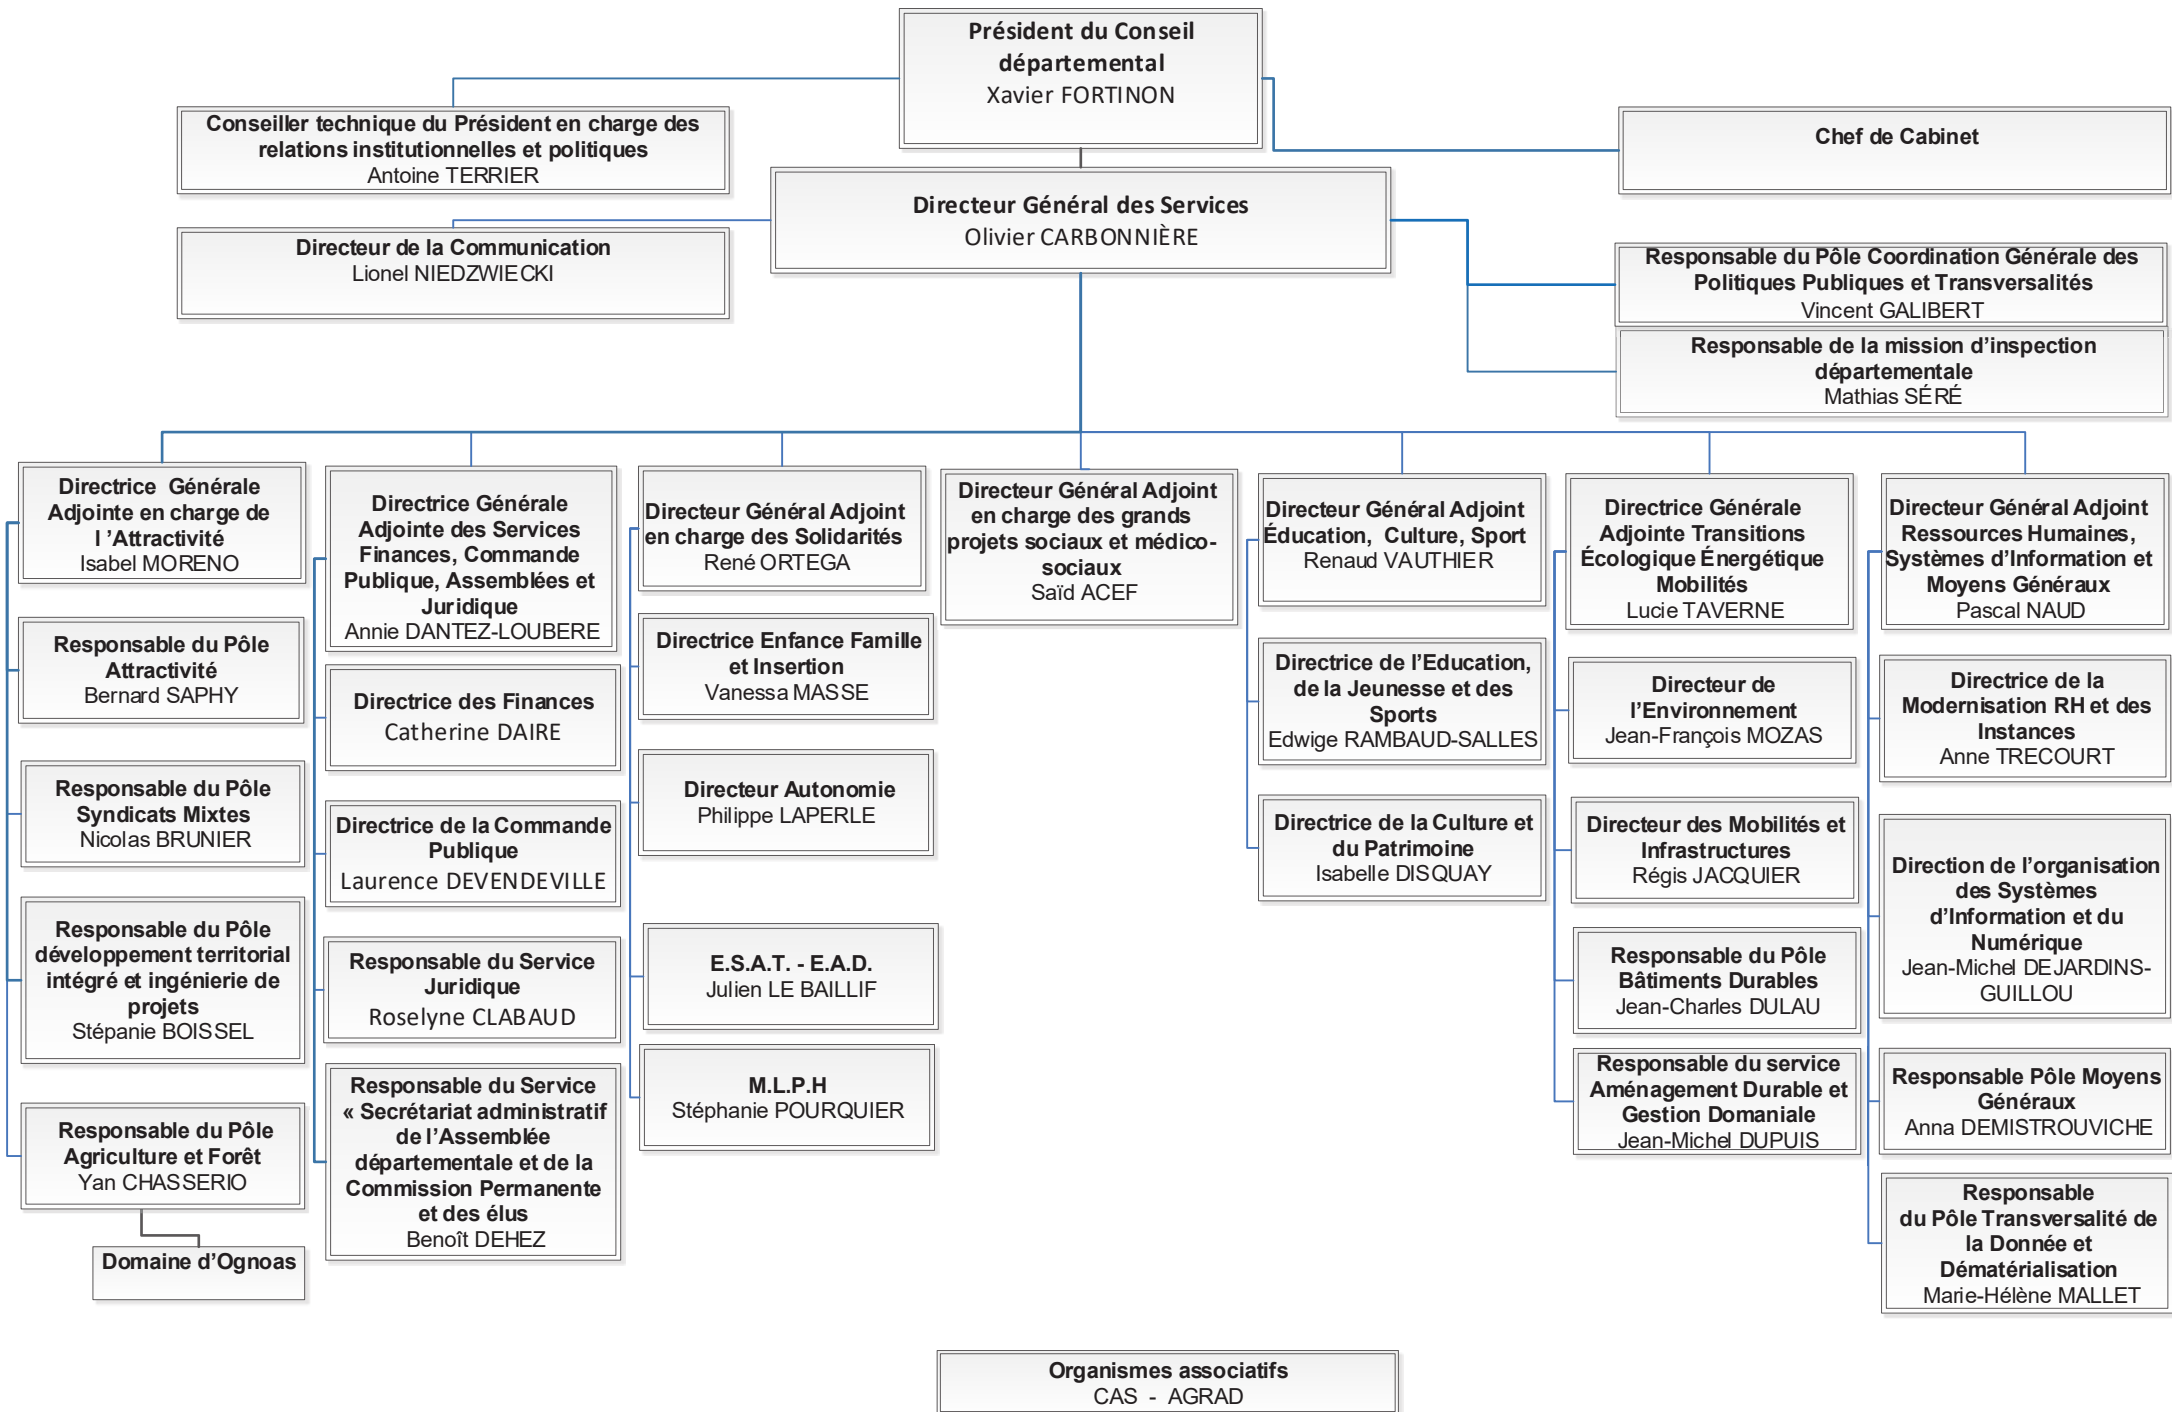 Président du Conseil
départemental
Xavier FORTINON
Conseiller technique du Président en charge des
relations institutionnelles et politiques
Antoine TERRIER
Chef de Cabinet
Directeur Général des Services
Olivier CARBONNIÈRE
Directeur de la Communication
Lionel NIEDZWIECKI
Responsable du Pôle Coordination Générale des
Politiques Publiques et Transversalités
Vincent GALIBERT
Responsable de la mission d’inspection
départementale
Mathias SÉRÉ
Directrice Générale
Adjointe en charge de
l ’Attractivité
Isabel MORENO
Responsable du Pôle
Attractivité
Bernard SAPHY
Responsable du Pôle
Syndicats Mixtes
Nicolas BRUNIER
Responsable du Pôle
développement territorial
intégré et ingénierie de
projets
Stépanie BOISSEL
Responsable du Pôle
Agriculture et Forêt
Yan CHASSERIO
Domaine d’Ognoas
Directrice Générale
Adjointe des Services
Finances, Commande
Publique, Assemblées et
Juridique
Annie DANTEZ-LOUBERE
Directrice des Finances
Catherine DAIRE
Directrice de la Commande
Publique
Laurence DEVENDEVILLE
Responsable du Service
Juridique
Roselyne CLABAUD
Responsable du Service
« Secrétariat administratif
de l’Assemblée
départementale et de la
Commission Permanente
et des élus
Benoît DEHEZ
Directeur Général Adjoint
en charge des Solidarités
René ORTEGA
Directrice Enfance Famille
et Insertion
Vanessa MASSE
Directeur Autonomie
Philippe LAPERLE
E.S.A.T. - E.A.D.
Julien LE BAILLIF
M.L.P.H
Stéphanie POURQUIER
Directeur Général Adjoint
en charge des grands
projets sociaux et médico-
sociaux
Saïd ACEF
Directeur Général Adjoint
Éducation, Culture, Sport
Renaud VAUTHIER
Directrice de l’Education,
de la Jeunesse et des
Sports
Edwige RAMBAUD-SALLES
Directrice de la Culture et
du Patrimoine
Isabelle DISQUAY
Directrice Générale
Adjointe Transitions
Écologique Énergétique
Mobilités
Lucie TAVERNE
Directeur de
l’Environnement
Jean-François MOZAS
Directeur des Mobilités et
Infrastructures
Régis JACQUIER
Responsable du Pôle
Bâtiments Durables
Jean-Charles DULAU
Responsable du service
Aménagement Durable et
Gestion Domaniale
Jean-Michel DUPUIS
Directeur Général Adjoint
Ressources Humaines,
Systèmes d’Information et
Moyens Généraux
Pascal NAUD
Directrice de la
Modernisation RH et des
Instances
Anne TRECOURT
Direction de l’organisation
des Systèmes
d’Information et du
Numérique
Jean-Michel DEJARDINS-
GUILLOU
Responsable Pôle Moyens
Généraux
Anna DEMISTROUVICHE
Responsable
du Pôle Transversalité de
la Donnée et
Dématérialisation
Marie-Hélène MALLET
Organismes associatifs
CAS - AGRAD